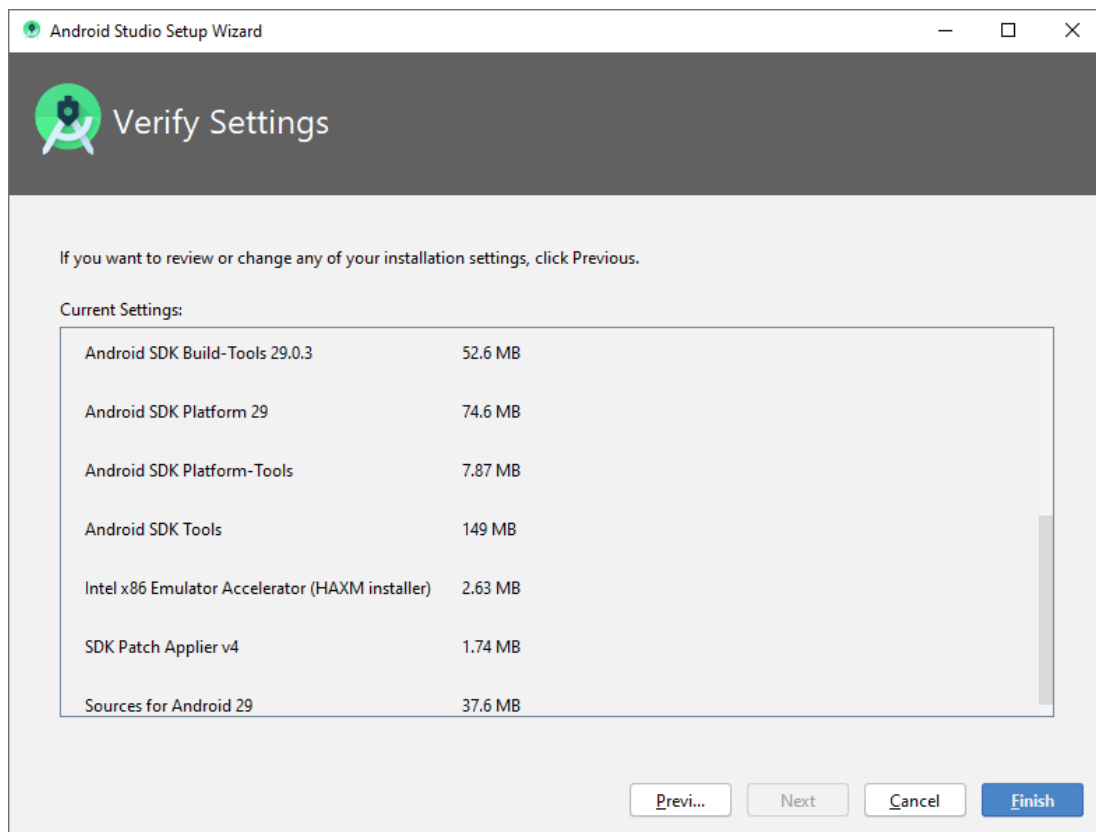 Android Studio Setup Wizard
Verify Settings
If you want to review or change any of your installation settings, click Previous.
Current Settings:
Android SDK Build-Tools 29.0.3 52.6 MB
Android SDK Platform 29 74.6 MB
Android SDK Platform-Tools 7.87 MB
Android SDK Tools 149 MB
Intel x86 Emulator Accelerator (HAXM installer) 2.63 MB
SDK Patch Applier v4 1.74 MB
Sources for Android 29 37.6 MB
Previ... Next Cancel Finish